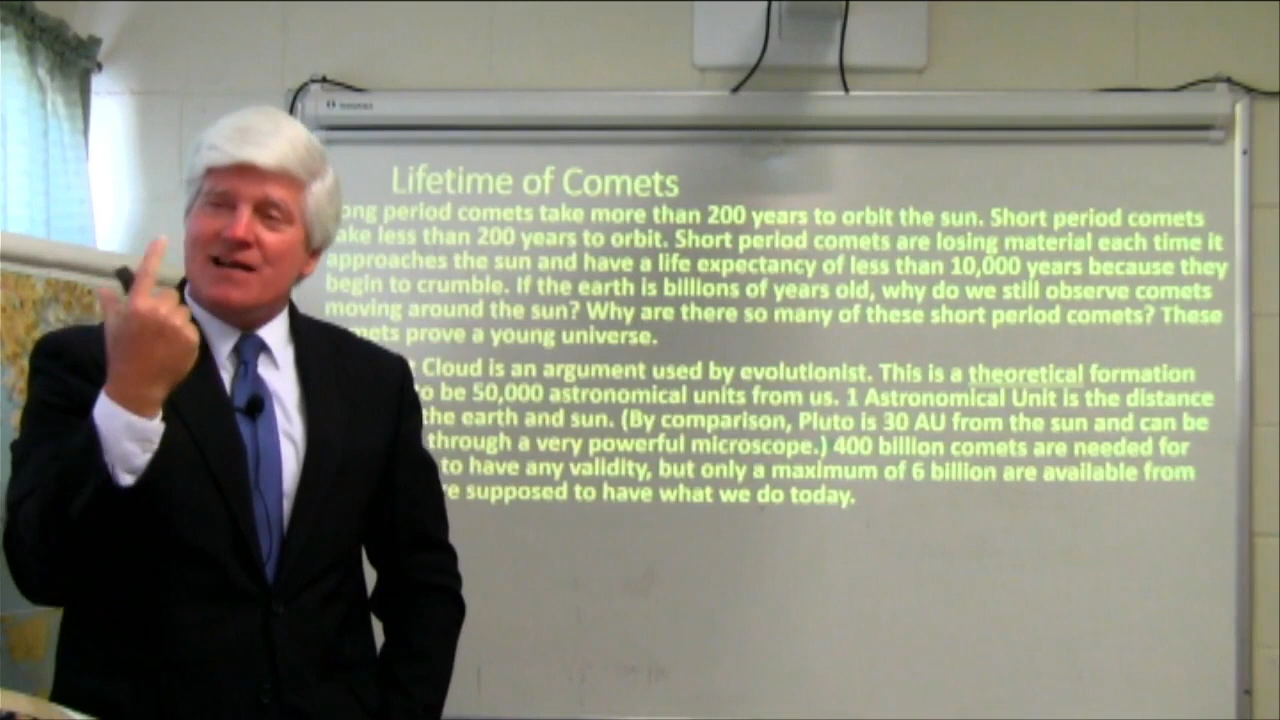 Lifetime of Comets
ong period comets take more than 200 years to orbit the sun. Short period comets
ake less than 200 years to orbit. Short period comets are losing material each time it
approaches the sun and have a life expectancy of less than 10,000 years because they
begin to crumble. If the earth is billions of years old, why do we still observe comets
moving around the sun? Why are there so many of these short period comets? These
mets prove a young universe.
Cloud is an argument used by evolutionist. This is a theoretical formation
to be 50,000 astronomical units from us. 1 Astronomical Unit is the distance
the earth and sun. (By comparison, Pluto is 30 AU from the sun and can be
through a very powerful microscope.) 400 billion comets are needed for
to have any validity, but only a maximum of 6 billion are available from
e supposed to have what we do today.